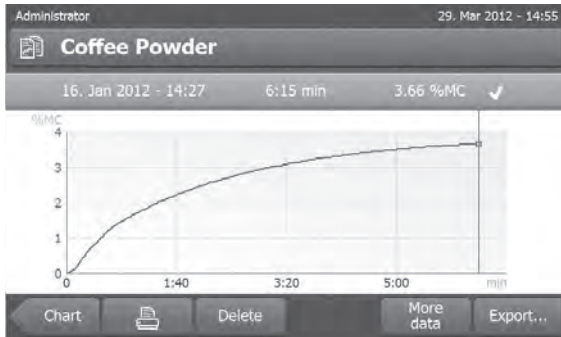 Administrator 29. Mar 2012 - 14:55
Coffee Powder
16. Jan 2012 - 14:27 6:15 min 3.66 %MC
%MC
4
3
2
1
0
0 1:40 3:20 5:00 min
Chart Delete More data Export...